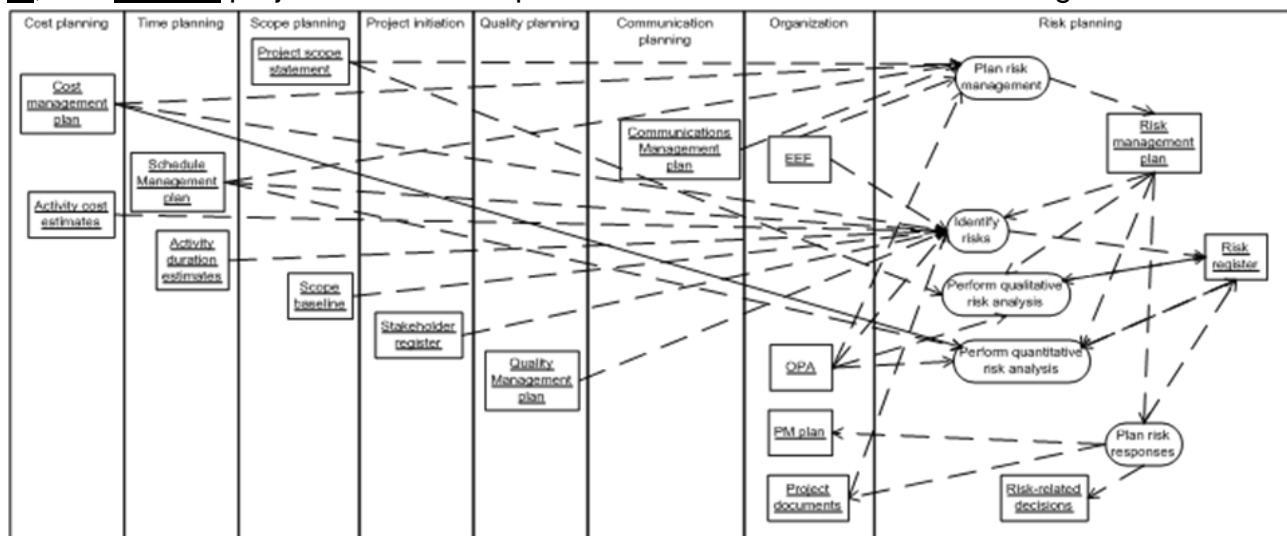 Cost planning
Time planning
Scope planning
Project initiation
Quality planning
Communication
planning
Organization
Risk planning
Project scope
statement
Plan risk
management
Cost
management
plan
Communications
Management
plan
EEF
Risk
management
plan
Schedule
Management
plan
Activity cost
estimates
Identify
risks
Activity
duration
estimates
Risk
register
Scope
baseline
Perform qualitative
risk analysis
Stakeholder
register
Quality
Management
plan
OPA
Perform quantitative
risk analysis
PM plan
Plan risk
responses
Project
documents
Risk-related
decisions